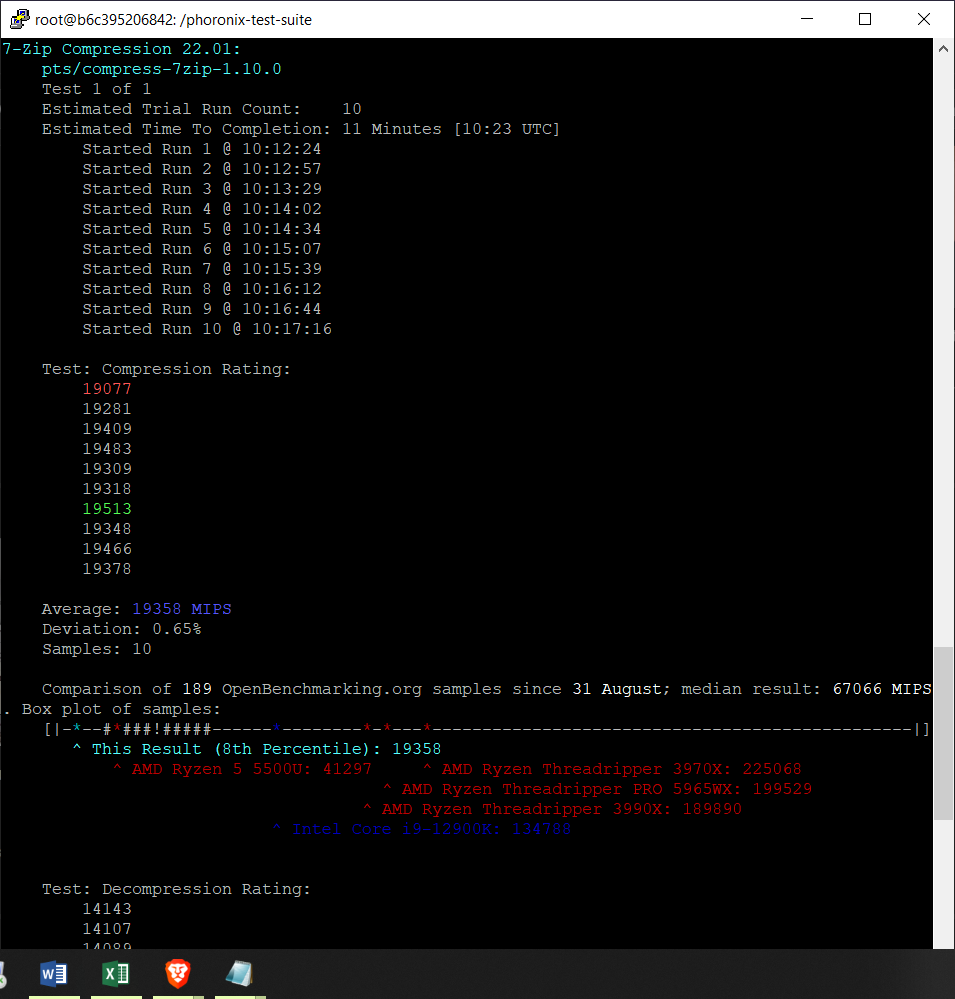 root@b6c395206842: /phoronix-test-suite
7-Zip Compression 22.01:
pts/compress-7zip-1.10.0
Test 1 of 1
Estimated Trial Run Count:    10
Estimated Time To Completion: 11 Minutes [10:23 UTC]
Started Run 1 @ 10:12:24
Started Run 2 @ 10:12:57
Started Run 3 @ 10:13:29
Started Run 4 @ 10:14:02
Started Run 5 @ 10:14:34
Started Run 6 @ 10:15:07
Started Run 7 @ 10:15:39
Started Run 8 @ 10:16:12
Started Run 9 @ 10:16:44
Started Run 10 @ 10:17:16
Test: Compression Rating:
19077
19281
19409
19483
19309
19318
19513
19348
19466
19378
Average: 19358 MIPS
Deviation: 0.65%
Samples: 10
Comparison of 189 OpenBenchmarking.org samples since 31 August; median result: 67066 MIPS
. Box plot of samples:
[|-*--#*###!#####------*--------*-*---*------------------------------------------------|]
^ This Result (8th Percentile): 19358
^ AMD Ryzen 5 5500U: 41297     ^ AMD Ryzen Threadripper 3970X: 225068
^ AMD Ryzen Threadripper PRO 5965WX: 199529
^ AMD Ryzen Threadripper 3990X: 189890
^ Intel Core i9-12900K: 134788
Test: Decompression Rating:
14143
14107
14089